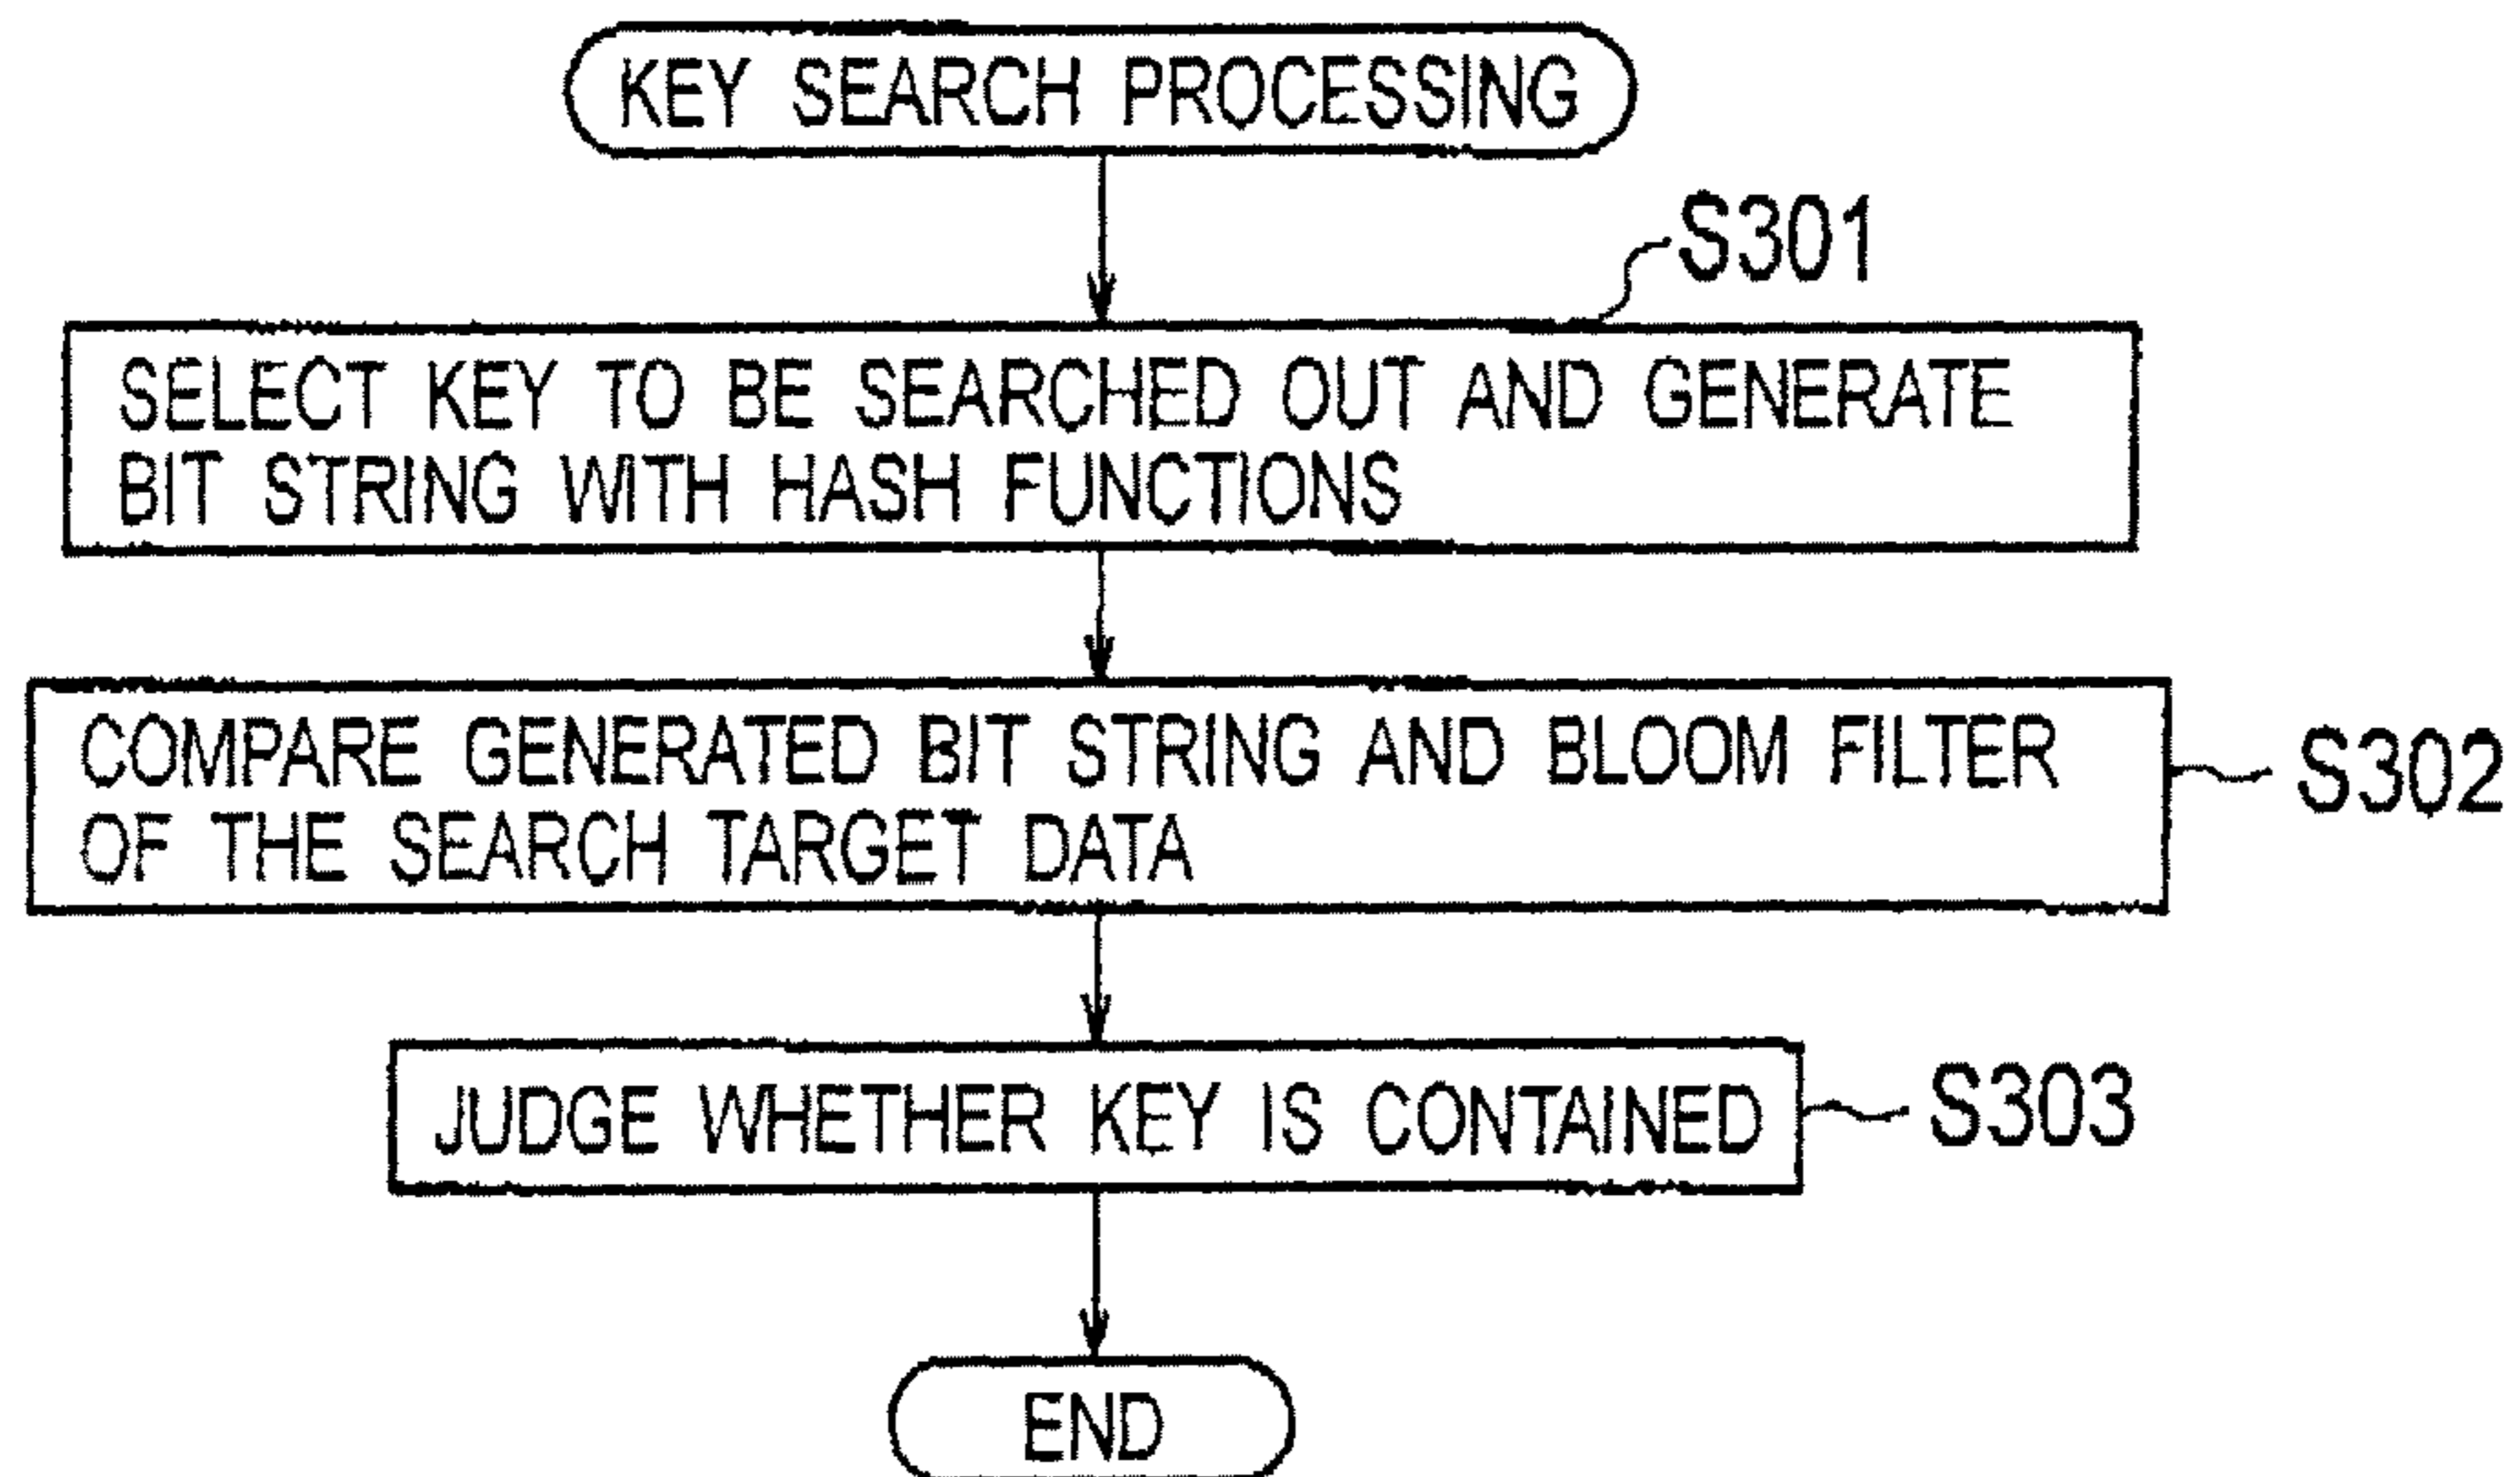 KEY SEARCH PROCESSING
S301
SELECT KEY TO BE SEARCHED OUT AND GENERATE
BIT STRING WITH HASH FUNCTIONS
COMPARE GENERATED BIT STRING AND BLOOM FILTER
OF THE SEARCH TARGET DATA
S302
JUDGE WHETHER KEY IS CONTAINED
S303
END